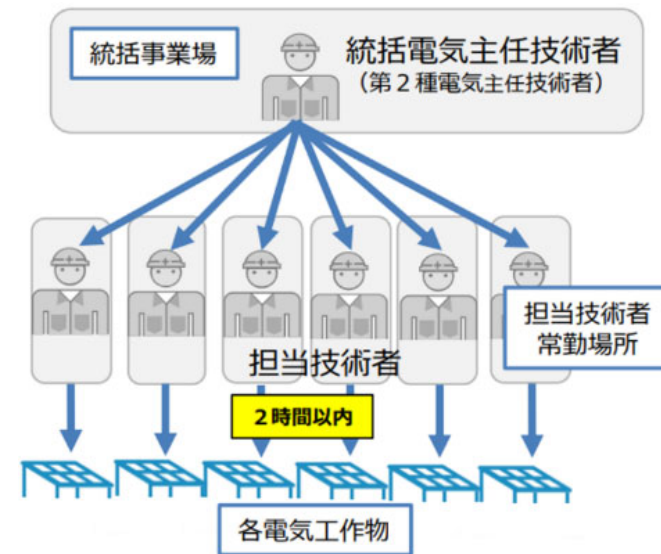 統括事業場
統括電気主任技術者
（第２種電気主任技術者）
担当技術者
常勤場所
担当技術者
２時間以内
各電気工作物